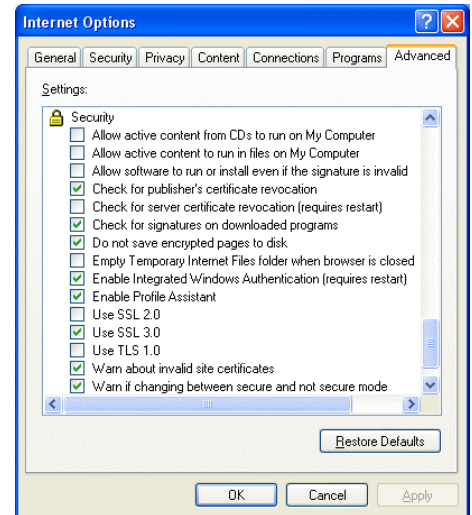 Internet Options
General Security Privacy Content Connections Programs Advanced
Settings:
Security
Allow active content from CDs to run on My Computer
Allow active content to run in files on My Computer
Allow software to run or install even if the signature is invalid
Check for publisher's certificate revocation
Check for server certificate revocation (requires restart)
Check for signatures on downloaded programs
Do not save encrypted pages to disk
Empty Temporary Internet Files folder when browser is closed
Enable Integrated Windows Authentication (requires restart)
Enable Profile Assistant
Use SSL 2.0
Use SSL 3.0
Use TLS 1.0
Warn about invalid site certificates
Warn if changing between secure and not secure mode
Restore Defaults
OK Cancel Apply